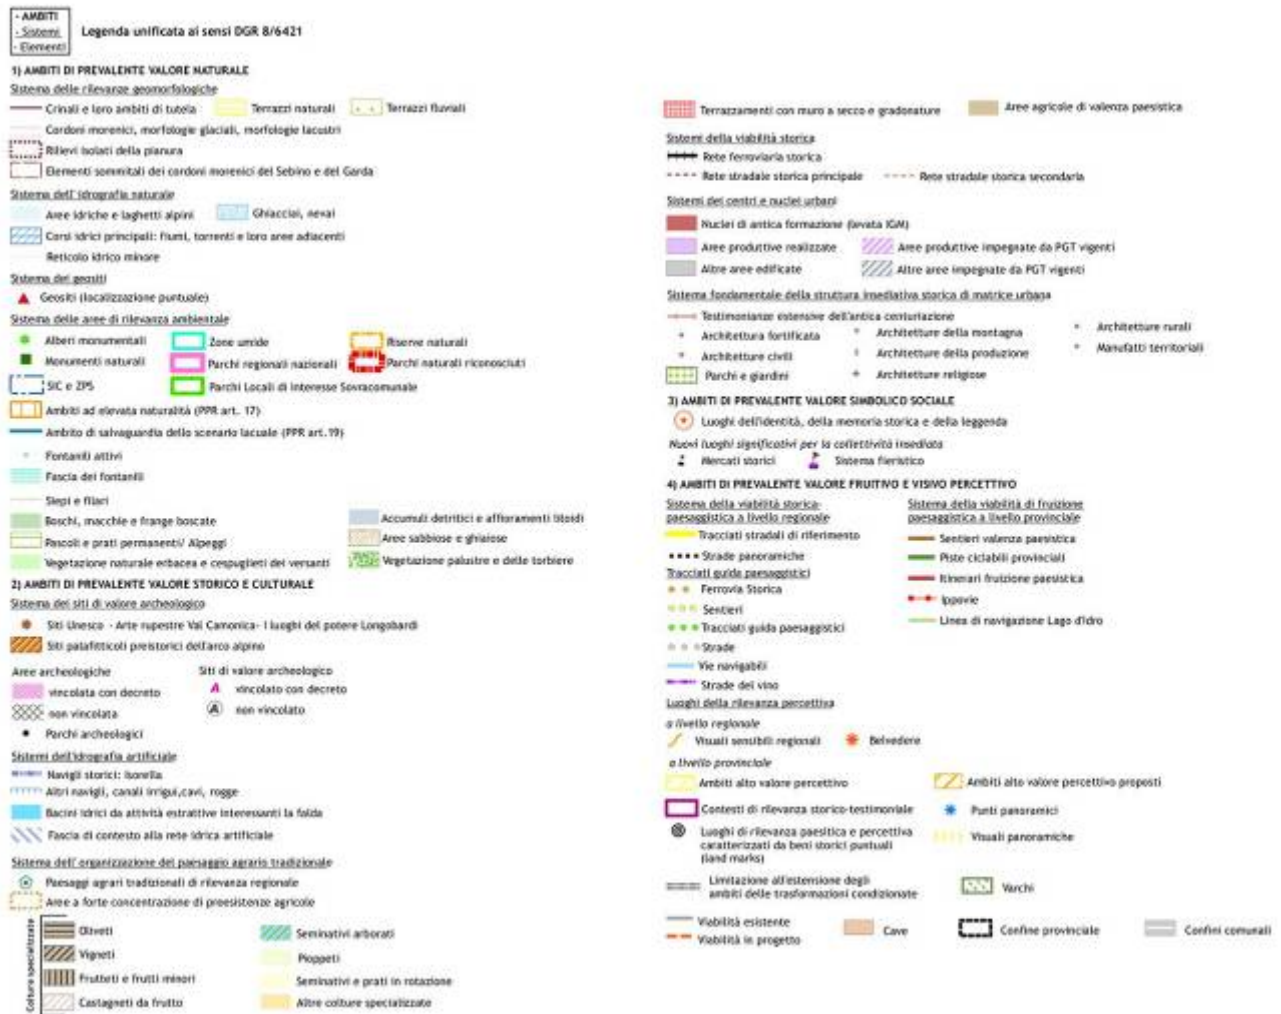 - AMBITI
- Sistemi
- Elementi
Legenda unificata ai sensi DGR 8/6421
1) AMBITI DI PREVALENTE VALORE NATURALE
Sistema delle rilevanze geomorfologiche
Crinali e loro ambiti di tutela Terrazzi naturali Terrazzi fluviali
Cordoni morenici, morfologie glaciali, morfologie lacustri
Rilievi isolati della pianura
Elementi sommitali dei cordoni morenici del Sebino e del Garda
Sistema dell'idrografia naturale
Aree idriche e laghetti alpini Ghiacciai, nevai
Corsi idrici principali: fiumi, torrenti e loro aree adiacenti
Reticolo idrico minore
Sistema dei geositi
Geositi (localizzazione puntuale)
Sistema delle aree di rilevanza ambientale
Alberi monumentali Zone umide Riserve naturali
Monumenti naturali Parchi regionali nazionali Parchi naturali riconosciuti
SIC e ZPS Parchi Locali di Interesse Sovracomunale
Ambiti ad elevata naturalità (PPR art. 17)
Ambito di salvaguardia dello scenario lacuale (PPR art.19)
Fontanili attivi
Fascia dei fontanili
Siepi e filari
Boschi, macchie e frange boscate Accumuli detritici e affioramenti litoidi
Pascoli e prati permanenti/ Alpeggi Aree sabbiose e ghiaiose
Vegetazione naturale erbacea e cespuglieti dei versanti Vegetazione palustre e delle torbiere
2) AMBITI DI PREVALENTE VALORE STORICO E CULTURALE
Sistema dei siti di valore archeologico
Siti Unesco - Arte rupestre Val Camonica- I luoghi del potere Longobardi
Siti palafitticoli preistorici dell'arco alpino
Aree archeologiche Siti di valore archeologico
vincolata con decreto A vincolato con decreto
non vincolata A non vincolato
Parchi archeologici
Sistemi dell'idrografia artificiale
Navigli storici: Isorella
Altri navigli, canali irrigui,cavi, rogge
Bacini idrici da attività estrattive interessanti la falda
Fascia di contesto alla rete idrica artificiale
Sistema dell' organizzazione del paesaggio agrario tradizionale
Paesaggi agrari tradizionali di rilevanza regionale
Aree a forte concentrazione di preesistenze agricole
Colture specializzate
Oliveti Seminativi arborati
Vigneti Pioppeti
Frutteti e frutti minori Seminativi e prati in rotazione
Castagneti da frutto Altre colture specializzate
Terrazzamenti con muro a secco e gradonature Aree agricole di valenza paesistica
Sistemi della viabilità storica
Rete ferroviaria storica
Rete stradale storica principale Rete stradale storica secondaria
Sistemi dei centri e nuclei urbani
Nuclei di antica formazione (levata IGM)
Aree produttive realizzate Aree produttive impegnate da PGT vigenti
Altre aree edificate Altre aree impegnate da PGT vigenti
Sistema fondamentale della struttura insediativa storica di matrice urbana
Testimonianze estensive dell'antica centuriazione
Architettura fortificata Architetture della montagna Architetture rurali
Architetture civili Architetture della produzione Manufatti territoriali
Parchi e giardini Architetture religiose
3) AMBITI DI PREVALENTE VALORE SIMBOLICO SOCIALE
Luoghi dell'identità, della memoria storica e della leggenda
Nuovi luoghi significativi per la collettività insediata
Mercati storici Sistema fieristico
4) AMBITI DI PREVALENTE VALORE FRUITIVO E VISIVO PERCETTIVO
Sistema della viabilità storica-
paesaggistica a livello regionale
Tracciati stradali di riferimento
Strade panoramiche
Tracciati guida paesaggistici
Ferrovia Storica
Sentieri
Tracciati guida paesaggistici
Strade
Vie navigabili
Strade del vino
Sistema della viabilità di fruizione
paesaggistica a livello provinciale
Sentieri valenza paesistica
Piste ciclabili provinciali
Itinerari fruizione paesistica
Ippovie
Linea di navigazione Lago d'Idro
Luoghi della rilevanza percettiva
a livello regionale
Visuali sensibili regionali Belvedere
a livello provinciale
Ambiti alto valore percettivo Ambiti alto valore percettivo proposti
Contesti di rilevanza storico-testimoniale Punti panoramici
Luoghi di rilevanza paesitica e percettiva
caratterizzati da beni storici puntuali
(land marks)
Visuali panoramiche
Limitazione all'estensione degli
ambiti delle trasformazioni condizionate
Varchi
Viabilità esistente
Viabilità in progetto
Cave Confine provinciale Confini comunali